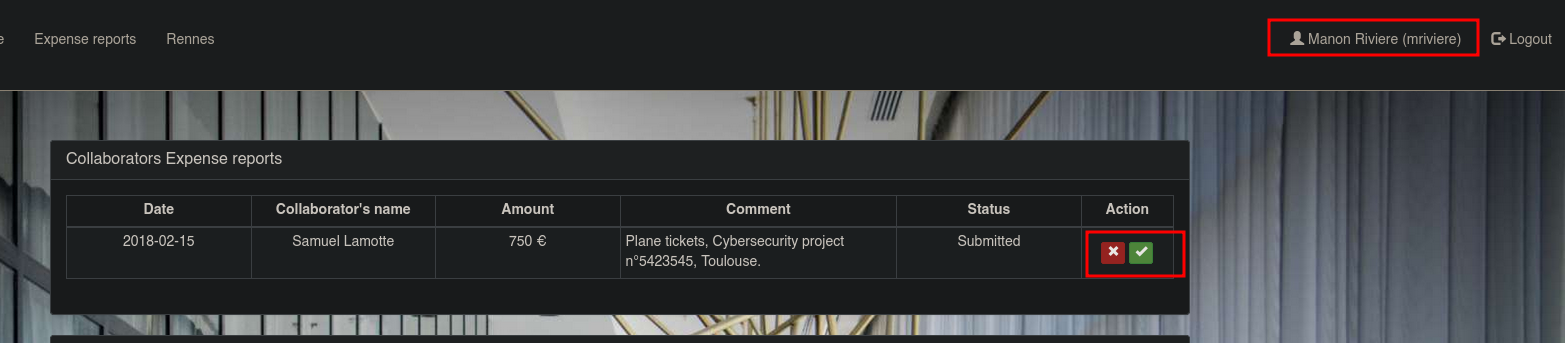 e Expense reports Rennes Manon Riviere (mriviere) Logout
Collaborators Expense reports
Date Collaborator's name Amount Comment Status Action
2018-02-15 Samuel Lamotte 750 € Plane tickets, Cybersecurity project Submitted
n°5423545, Toulouse.